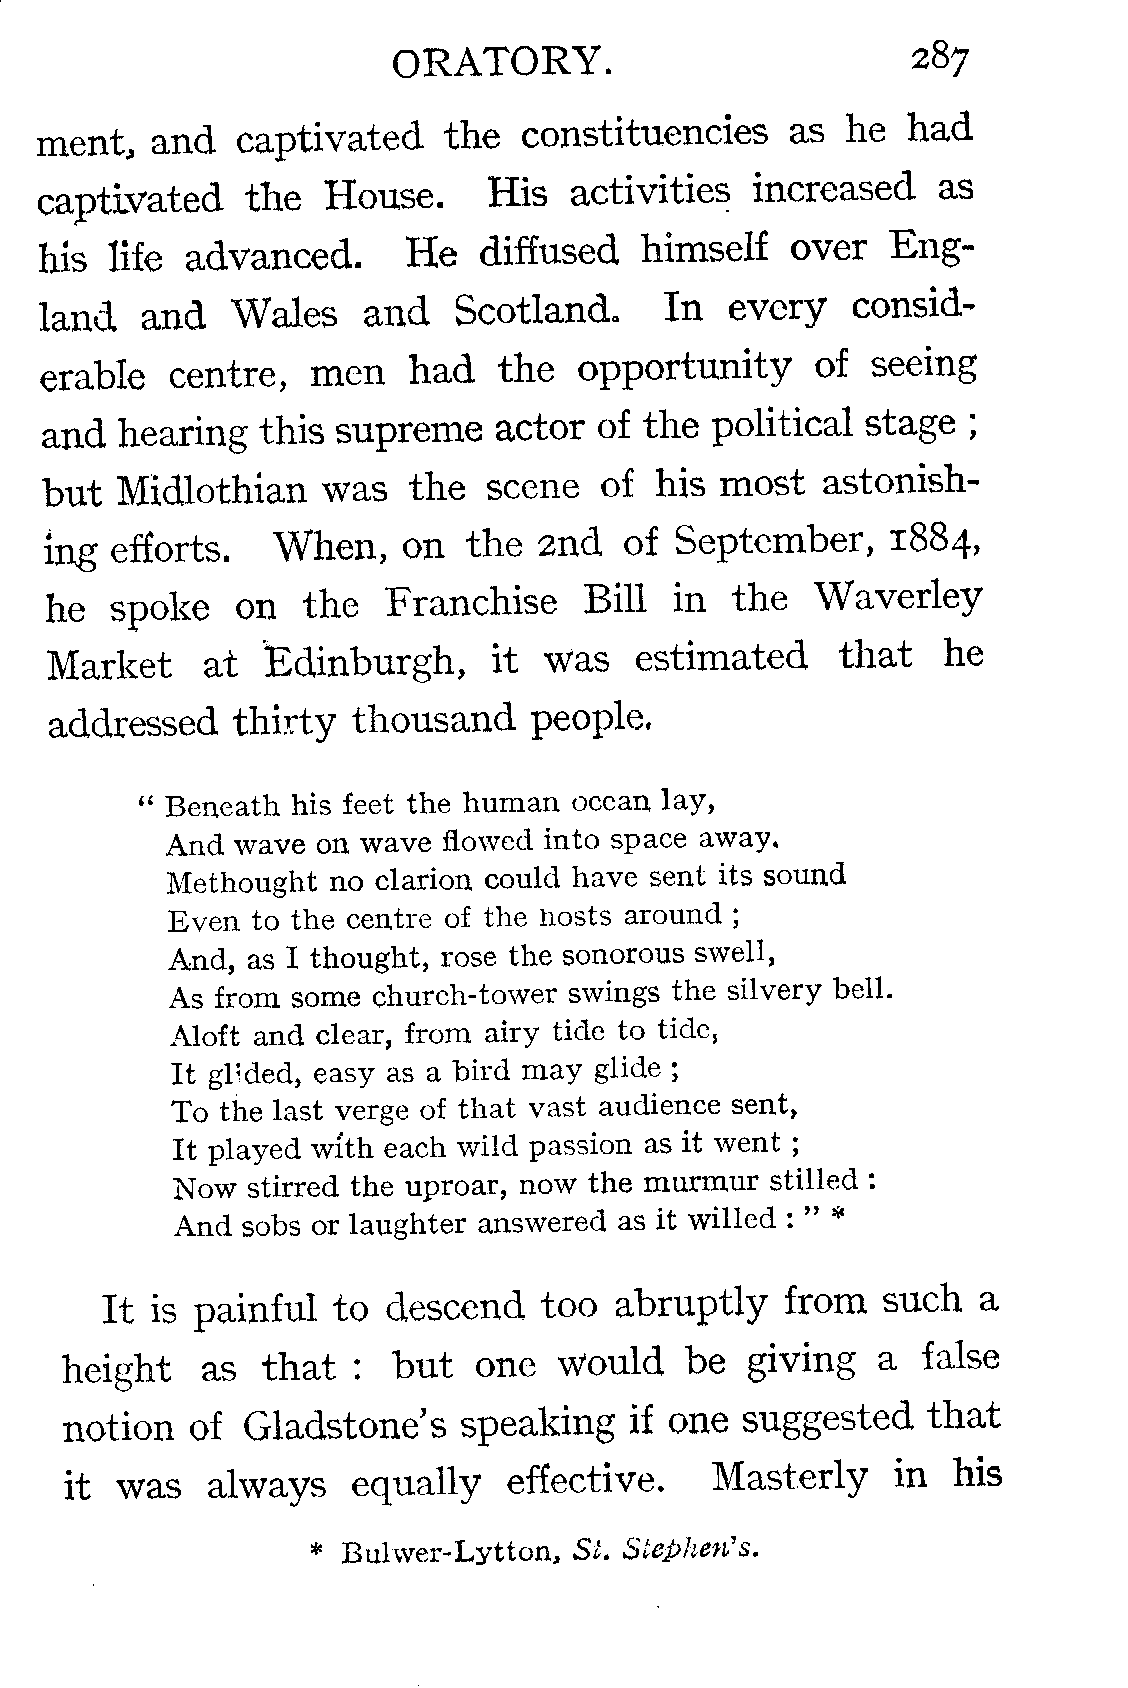 ORATORY. 287
ment, and captivated the constituencies as he had
captivated the House. His activities increased as
his life advanced. He diffused himself over Eng-
land and Wales and Scotland. In every consid-
erable centre, men had the opportunity of seeing
and hearing this supreme actor of the political stage ;
but Midlothian was the scene of his most astonish-
ing efforts. When, on the 2nd of September, 1884,
he spoke on the Franchise Bill in the Waverley
Market at Edinburgh, it was estimated that he
addressed thirty thousand people.
" Beneath his feet the human ocean lay,
And wave on wave flowed into space away.
Methought no clarion could have sent its sound
Even to the centre of the hosts around ;
And, as I thought, rose the sonorous swell,
As from some church-tower swings the silvery bell.
Aloft and clear, from airy tide to tide,
It glided, easy as a bird may glide ;
To the last verge of that vast audience sent,
It played with each wild passion as it went ;
Now stirred the uproar, now the murmur stilled :
And sobs or laughter answered as it willed : " *
It is painful to descend too abruptly from such a
height as that : but one would be giving a false
notion of Gladstone's speaking if one suggested that
it was always equally effective. Masterly in his
* Bulwer-Lytton, St. Stephen's.